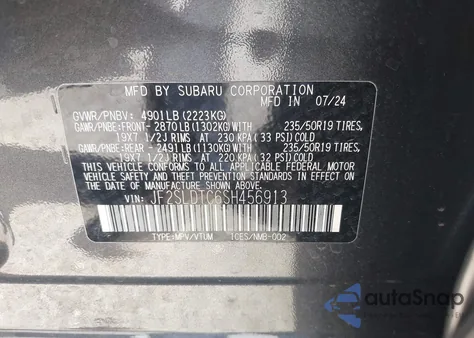 MFD BY SUBARU CORPORATION 07/24
GVWR/PNBV: 4901LB(2223KG)
GAWR/PNBE:FRONT- 2870LB(1302KG)WITH 235/50R19 TIRES,
19X7 1/2J RIMS AT 230 KPA(33 PSI)COLD
GAWR/PNBE:REAR - 2491LB(1130KG)WITH 235/50R19 TIRES,
19X7 1/2J RIMS AT 220 KPA(32 PSI)COLD
THIS VEHICLE CONFORMS TO ALL APPLICABLE FEDERAL
MOTOR VEHICLE SAFETY, BUMPER, AND THEFT
PREVENTION STANDARDS IN EFFECT ON THE DATE OF
MANUFACTURE SHOWN ABOVE.
VIN: JF2SLDTC6SH456913
TYPE:MPV/VTUM ICES/NMB-002
autoSnap